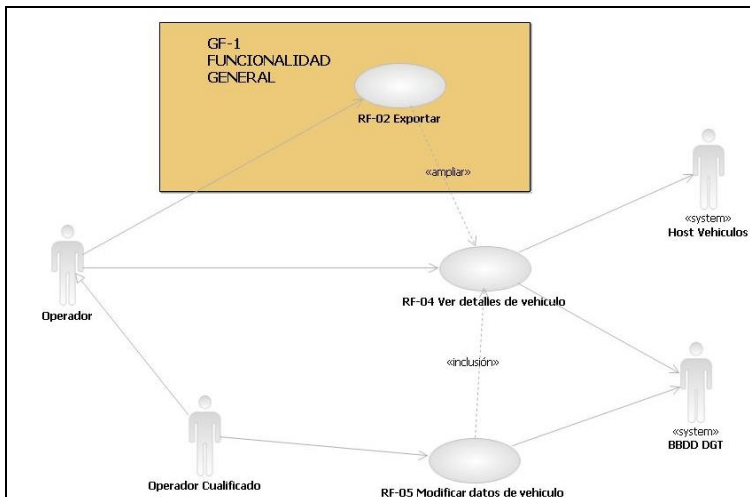 GF-1
FUNCIONALIDAD
GENERAL
RF-02 Exportar
«ampliar»
«system»
Host Vehiculos
RF-04 Ver detalles de vehiculo
Operador
«inclusión»
«system»
BBDD DGT
Operador Cualificado
RF-05 Modificar datos de vehiculo